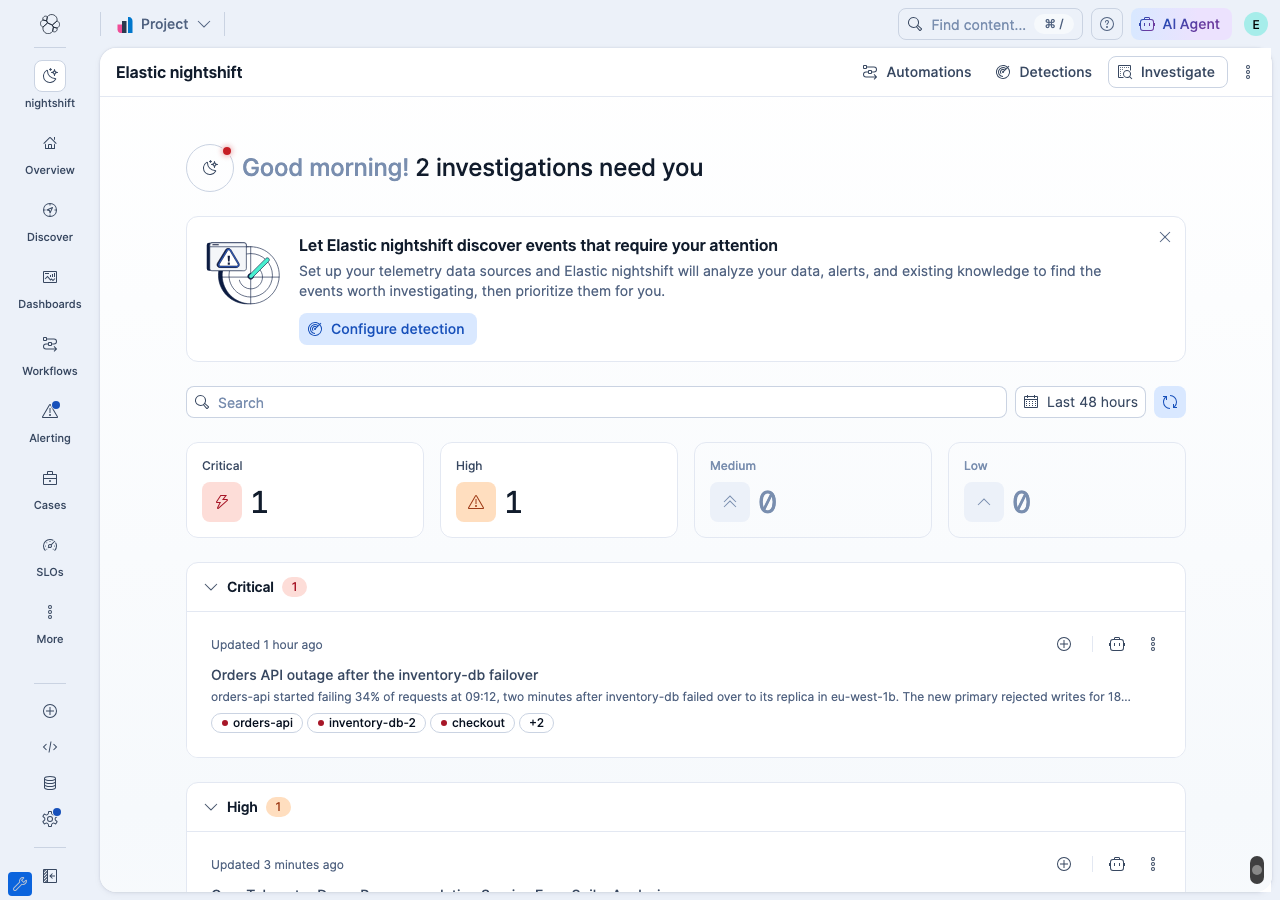 Project
Find content...
⌘ /
AI Agent
E
nightshift
Overview
Discover
Dashboards
Workflows
Alerting
Cases
SLOs
More
Elastic nightshift
Automations
Detections
Investigate
Good morning! 2 investigations need you
Let Elastic nightshift discover events that require your attention
Set up your telemetry data sources and Elastic nightshift will analyze your data, alerts, and existing knowledge to find the
events worth investigating, then prioritize them for you.
Configure detection
Search
Last 48 hours
Critical
1
High
1
Medium
0
Low
0
Critical 1
Updated 1 hour ago
Orders API outage after the inventory-db failover
orders-api started failing 34% of requests at 09:12, two minutes after inventory-db failed over to its replica in eu-west-1b. The new primary rejected writes for 18...
orders-api
inventory-db-2
checkout
+2
High 1
Updated 3 minutes ago